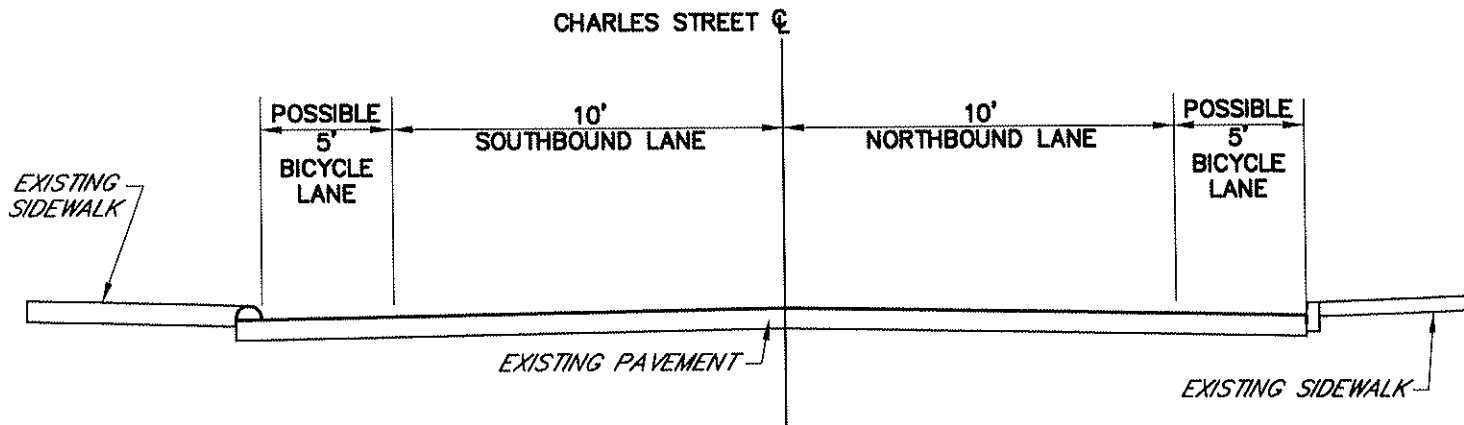 CHARLES STREET ℄
POSSIBLE
5'
BICYCLE
LANE
10'
SOUTHBOUND LANE
10'
NORTHBOUND LANE
POSSIBLE
5'
BICYCLE
LANE
EXISTING
SIDEWALK
EXISTING PAVEMENT
EXISTING SIDEWALK